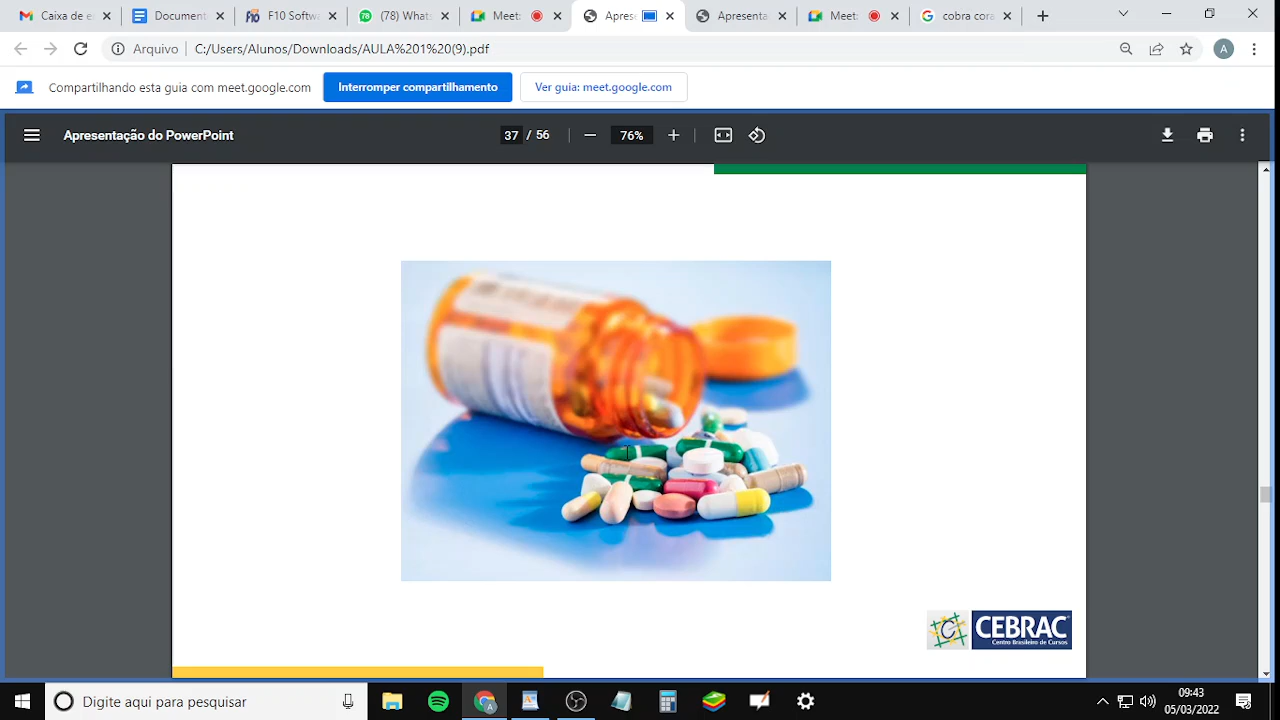 Caixa de e
Document
F10 Softwa
(78) Whats
Meet:
Apres
Apresenta
Meet:
cobra cora
Arquivo
C:/Users/Alunos/Downloads/AULA%201%20(9).pdf
A
Compartilhando esta guia com meet.google.com
Interromper compartilhamento
Ver guia: meet.google.com
Apresentação do PowerPoint
37 / 56
76%
CEBRAC
Centro Brasileiro de Cursos
Digite aqui para pesquisar
09:43
05/03/2022